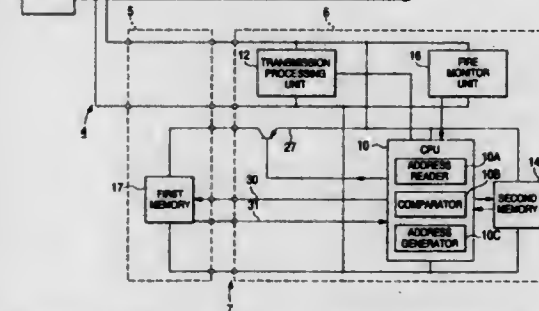 5
6
12
TRANSMISSION
PROCESSING
UNIT
16
FIRE
MONITOR
UNIT
4
27
10
CPU
10A
ADDRESS
READER
10B
COMPARATOR
10C
ADDRESS
GENERATOR
14
SECOND
MEMORY
17
FIRST
MEMORY
30
31
7